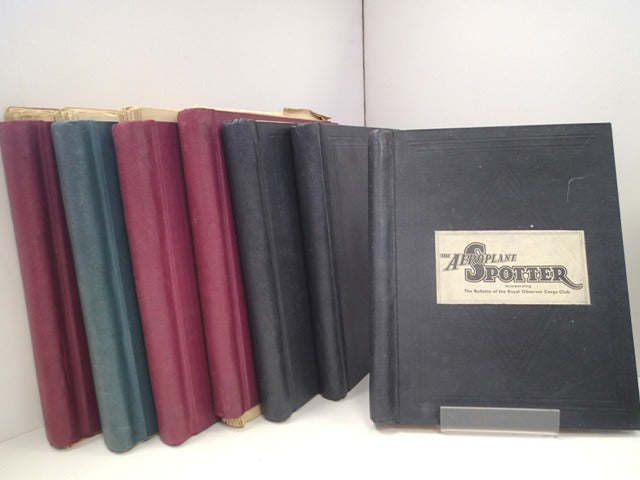 THE AEROPLANE
SPOTTER
Incorporating
The Bulletin of the Royal Observer Corps Club